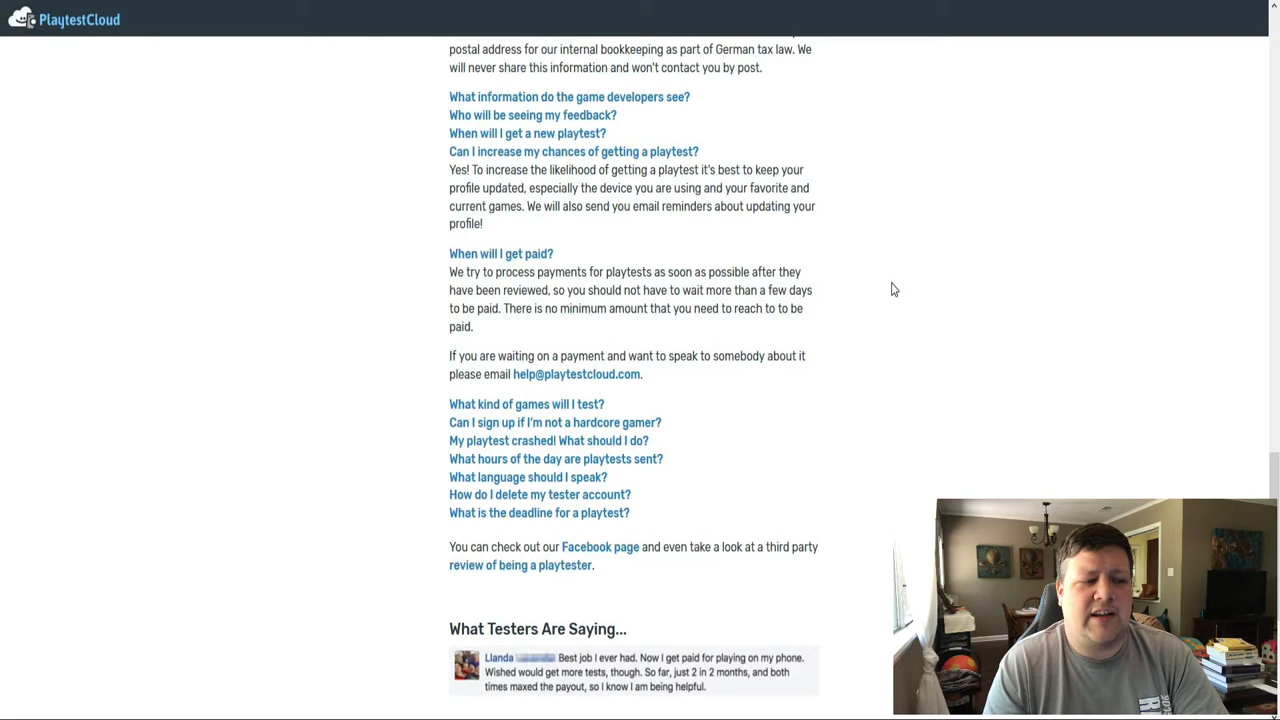 PlaytestCloud
postal address for our internal bookkeeping as part of German tax law. We
will never share this information and won't contact you by post.
What information do the game developers see?
Who will be seeing my feedback?
When will I get a new playtest?
Can I increase my chances of getting a playtest?
Yes! To increase the likelihood of getting a playtest it's best to keep your
profile updated, especially the device you are using and your favorite and
current games. We will also send you email reminders about updating your
profile!
When will I get paid?
We try to process payments for playtests as soon as possible after they
have been reviewed, so you should not have to wait more than a few days
to be paid. There is no minimum amount that you need to reach to to be
paid.
If you are waiting on a payment and want to speak to somebody about it
please email help@playtestcloud.com.
What kind of games will I test?
Can I sign up if I'm not a hardcore gamer?
My playtest crashed! What should I do?
What hours of the day are playtests sent?
What language should I speak?
How do I delete my tester account?
What is the deadline for a playtest?
You can check out our Facebook page and even take a look at a third party
review of being a playtester.
What Testers Are Saying...
Llanda Best job I ever had. Now I get paid for playing on my phone.
Wished would get more tests, though. So far, just 2 in 2 months, and both
times maxed the payout, so I know I am being helpful.